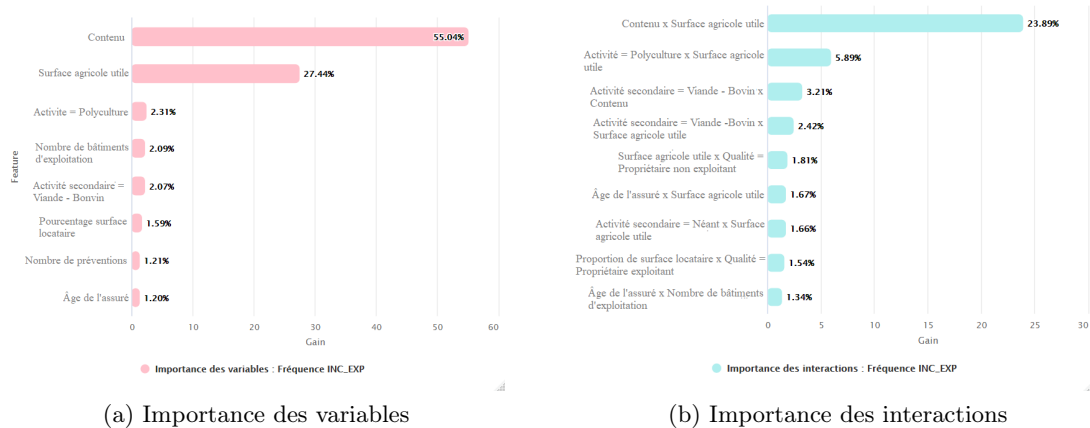 Contenu
55.04%
Surface agricole utile
27.44%
Activite = Polyculture
2.31%
Nombre de bâtiments
d'exploitation
2.09%
Activité secondaire =
Viande - Bonvin
2.07%
Pourcentage surface
locataire
1.59%
Nombre de préventions
1.21%
Âge de l'assuré
1.20%
Feature
0 10 20 30 40 50 60
Gain
Importance des variables : Fréquence INC_EXP
(a) Importance des variables
Contenu x Surface agricole utile
23.89%
Activité = Polyculture x Surface agricole
utile
5.89%
Activité secondaire = Viande - Bovin x
Contenu
3.21%
Activité secondaire = Viande -Bovin x
Surface agricole utile
2.42%
Surface agricole utile x Qualité =
Propriétaire non exploitant
1.81%
Âge de l'assuré x Surface agricole utile
1.67%
Activité secondaire = Néant x Surface
agricole utile
1.66%
Proportion de surface locataire x Qualité =
Propriétaire exploitant
1.54%
Âge de l'assuré x Nombre de bâtiments
d'exploitation
1.34%
0 5 10 15 20 25 30
Gain
Importance des interactions : Fréquence INC_EXP
(b) Importance des interactions